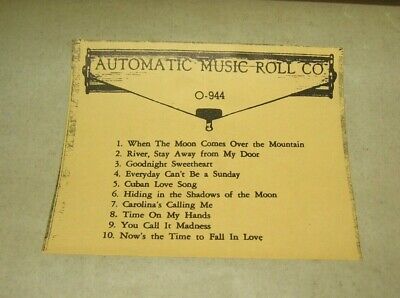 AUTOMATIC MUSIC ROLL CO
O-944
1. When The Moon Comes Over the Mountain
2. River, Stay Away from My Door
3. Goodnight Sweetheart
4. Everyday Can't Be a Sunday
5. Cuban Love Song
6. Hiding in the Shadows of the Moon
7. Carolina's Calling Me
8. Time On My Hands
9. You Call It Madness
10. Now's the Time to Fall In Love